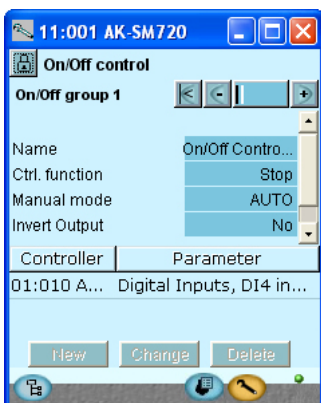 11:001 AK-SM720
On/Off control
On/Off group 1
Name On/Off Contro...
Ctrl. function Stop
Manual mode AUTO
Invert Output No
Controller Parameter
01:010 A... Digital Inputs, DI4 in...
New Change Delete